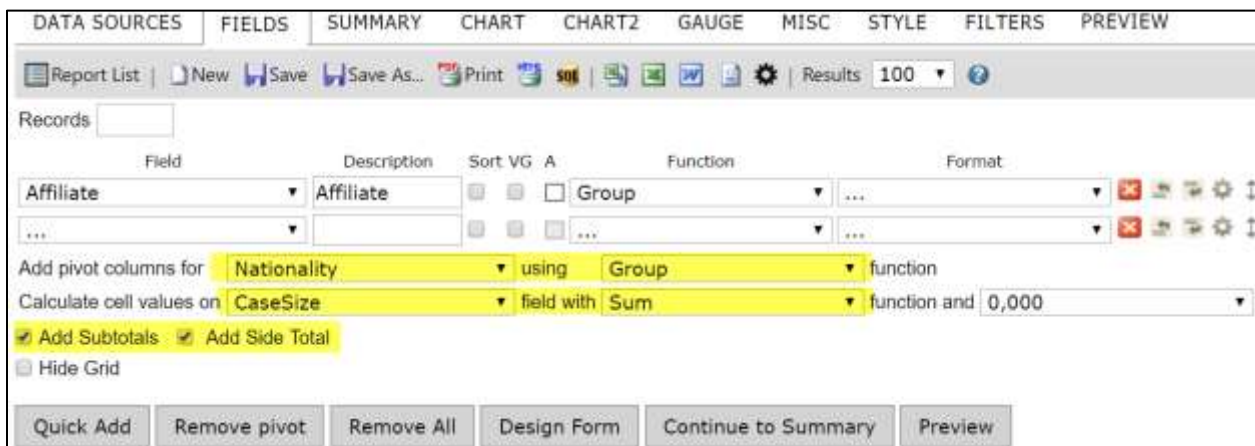 DATA SOURCES FIELDS SUMMARY CHART CHART2 GAUGE MISC STYLE FILTERS PREVIEW
Report List | New Save Save As... Print SQL | | Results 100
Records
Field Description Sort VG A Function Format
Affiliate Affiliate Group ...
... ... ...
Add pivot columns for Nationality using Group function
Calculate cell values on CaseSize field with Sum function and 0,000
Add Subtotals Add Side Total
Hide Grid
Quick Add Remove pivot Remove All Design Form Continue to Summary Preview